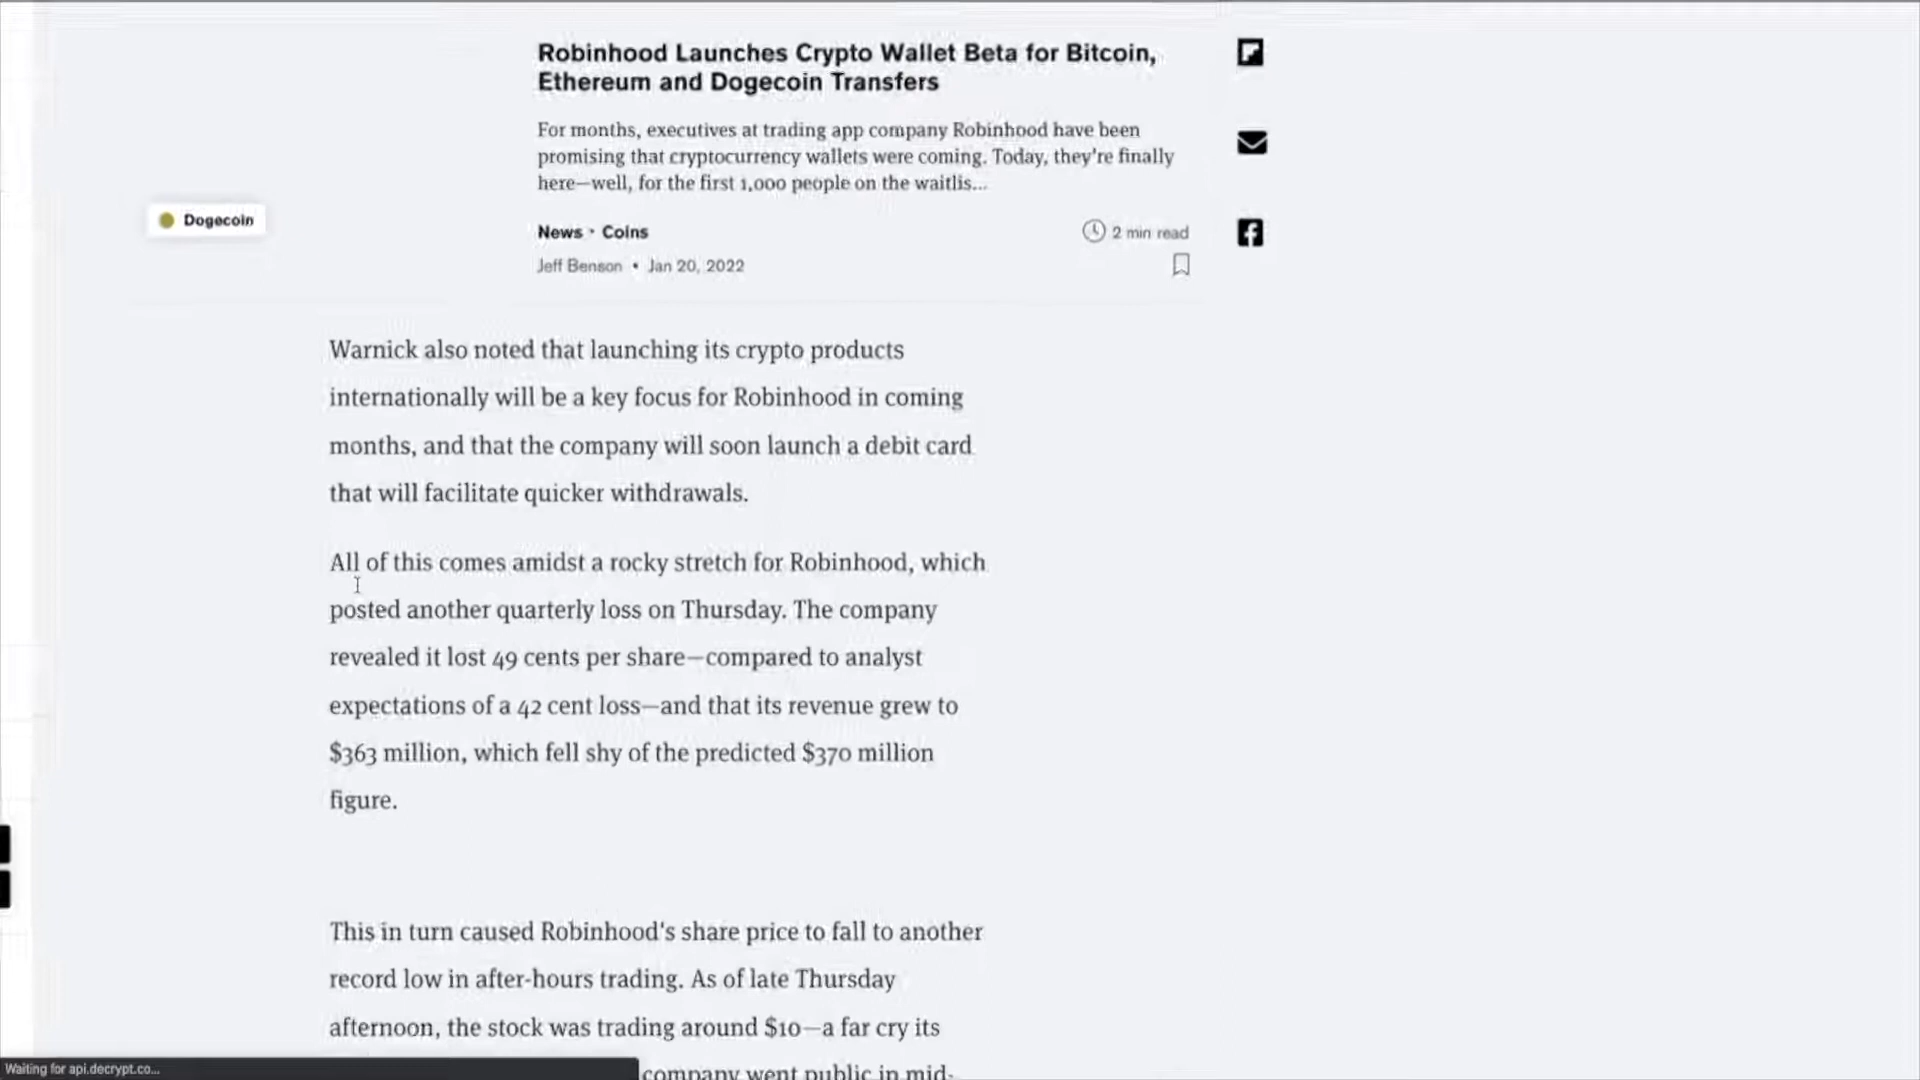 Robinhood Launches Crypto Wallet Beta for Bitcoin,
Ethereum and Dogecoin Transfers
For months, executives at trading app company Robinhood have been
promising that cryptocurrency wallets were coming. Today, they're finally
here—well, for the first 1,000 people on the waitlis...
Dogecoin
News • Coins
2 min read
Jeff Benson • Jan 20, 2022
Warnick also noted that launching its crypto products
internationally will be a key focus for Robinhood in coming
months, and that the company will soon launch a debit card
that will facilitate quicker withdrawals.
All of this comes amidst a rocky stretch for Robinhood, which
posted another quarterly loss on Thursday. The company
revealed it lost 49 cents per share—compared to analyst
expectations of a 42 cent loss—and that its revenue grew to
$363 million, which fell shy of the predicted $370 million
figure.
This in turn caused Robinhood's share price to fall to another
record low in after-hours trading. As of late Thursday
afternoon, the stock was trading around $10—a far cry its
company went public in mid-
Waiting for api.decrypt.co...